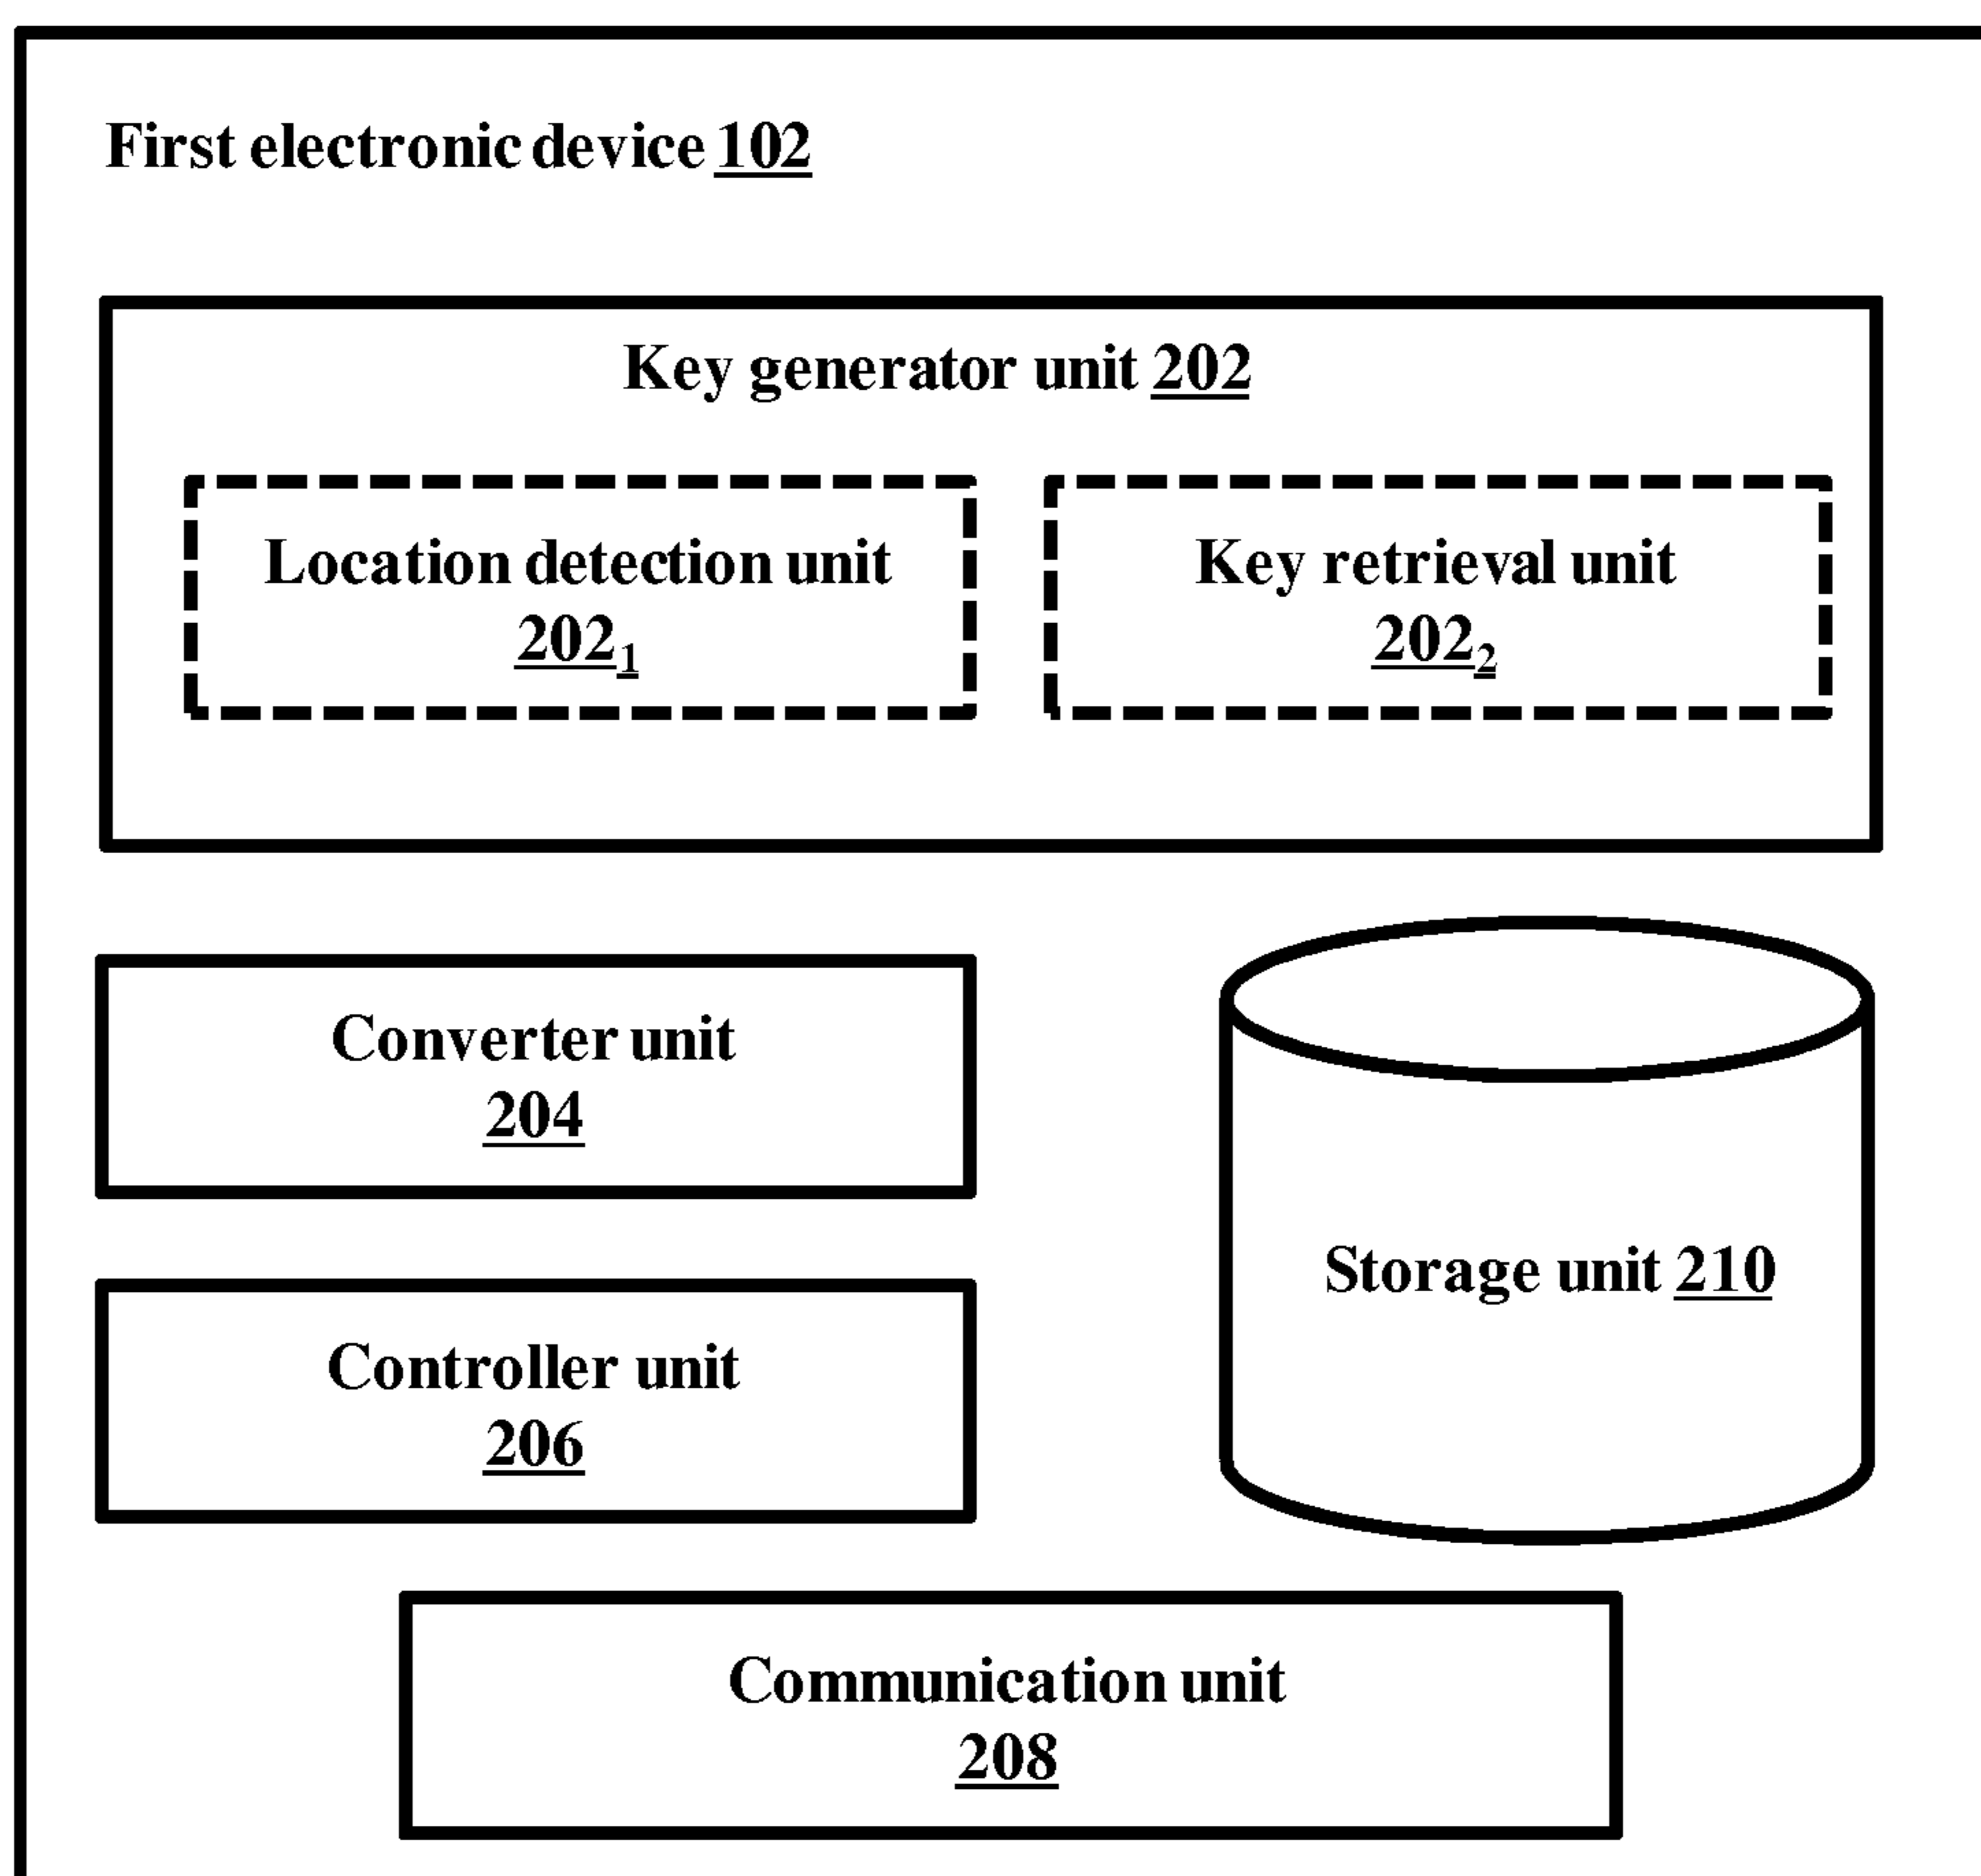 First electronic device 102
Key generator unit 202
Location detection unit
202₁
Key retrieval unit
202₂
Converter unit
204
Storage unit 210
Controller unit
206
Communication unit
208